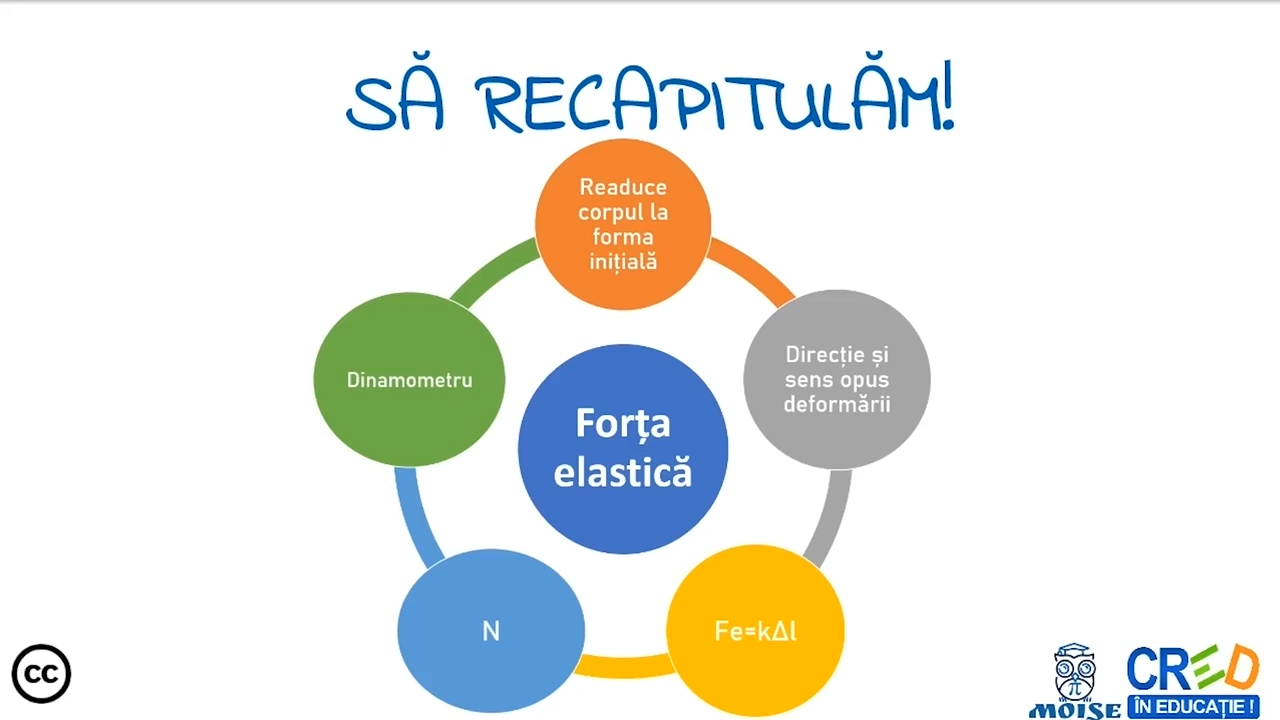 SĂ RECAPITULĂM!
Readuce
corpul la
forma
inițială
Direcție și
sens opus
deformării
Fe=kΔl
N
Dinamometru
Forța
elastică
cc
π
MOISE
CRED
ÎN EDUCAȚIE !